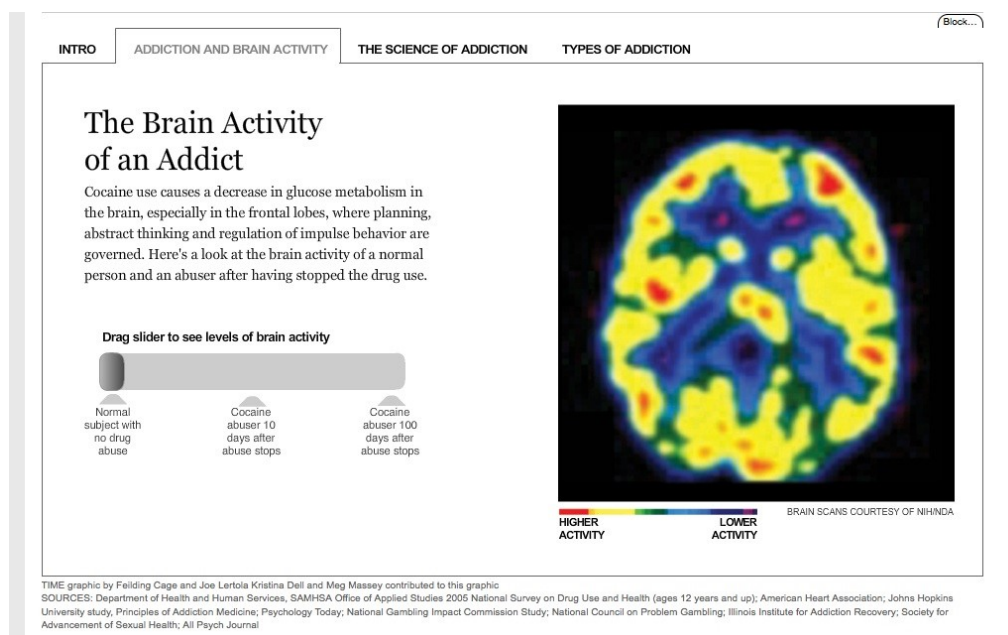 Block...
INTRO
ADDICTION AND BRAIN ACTIVITY
THE SCIENCE OF ADDICTION
TYPES OF ADDICTION
The Brain Activity
of an Addict
Cocaine use causes a decrease in glucose metabolism in
the brain, especially in the frontal lobes, where planning,
abstract thinking and regulation of impulse behavior are
governed. Here's a look at the brain activity of a normal
person and an abuser after having stopped the drug use.
Drag slider to see levels of brain activity
Normal
subject with
no drug
abuse
Cocaine
abuser 10
days after
abuse stops
Cocaine
abuser 100
days after
abuse stops
HIGHER
ACTIVITY
LOWER
ACTIVITY
BRAIN SCANS COURTESY OF NIH/NDA
TIME graphic by Feilding Cage and Joe Lertola Kristina Dell and Meg Massey contributed to this graphic
SOURCES: Department of Health and Human Services, SAMHSA Office of Applied Studies 2005 National Survey on Drug Use and Health (ages 12 years and up); American Heart Association; Johns Hopkins
University study, Principles of Addiction Medicine; Psychology Today; National Gambling Impact Commission Study; National Council on Problem Gambling; Illinois Institute for Addiction Recovery; Society for
Advancement of Sexual Health; All Psych Journal